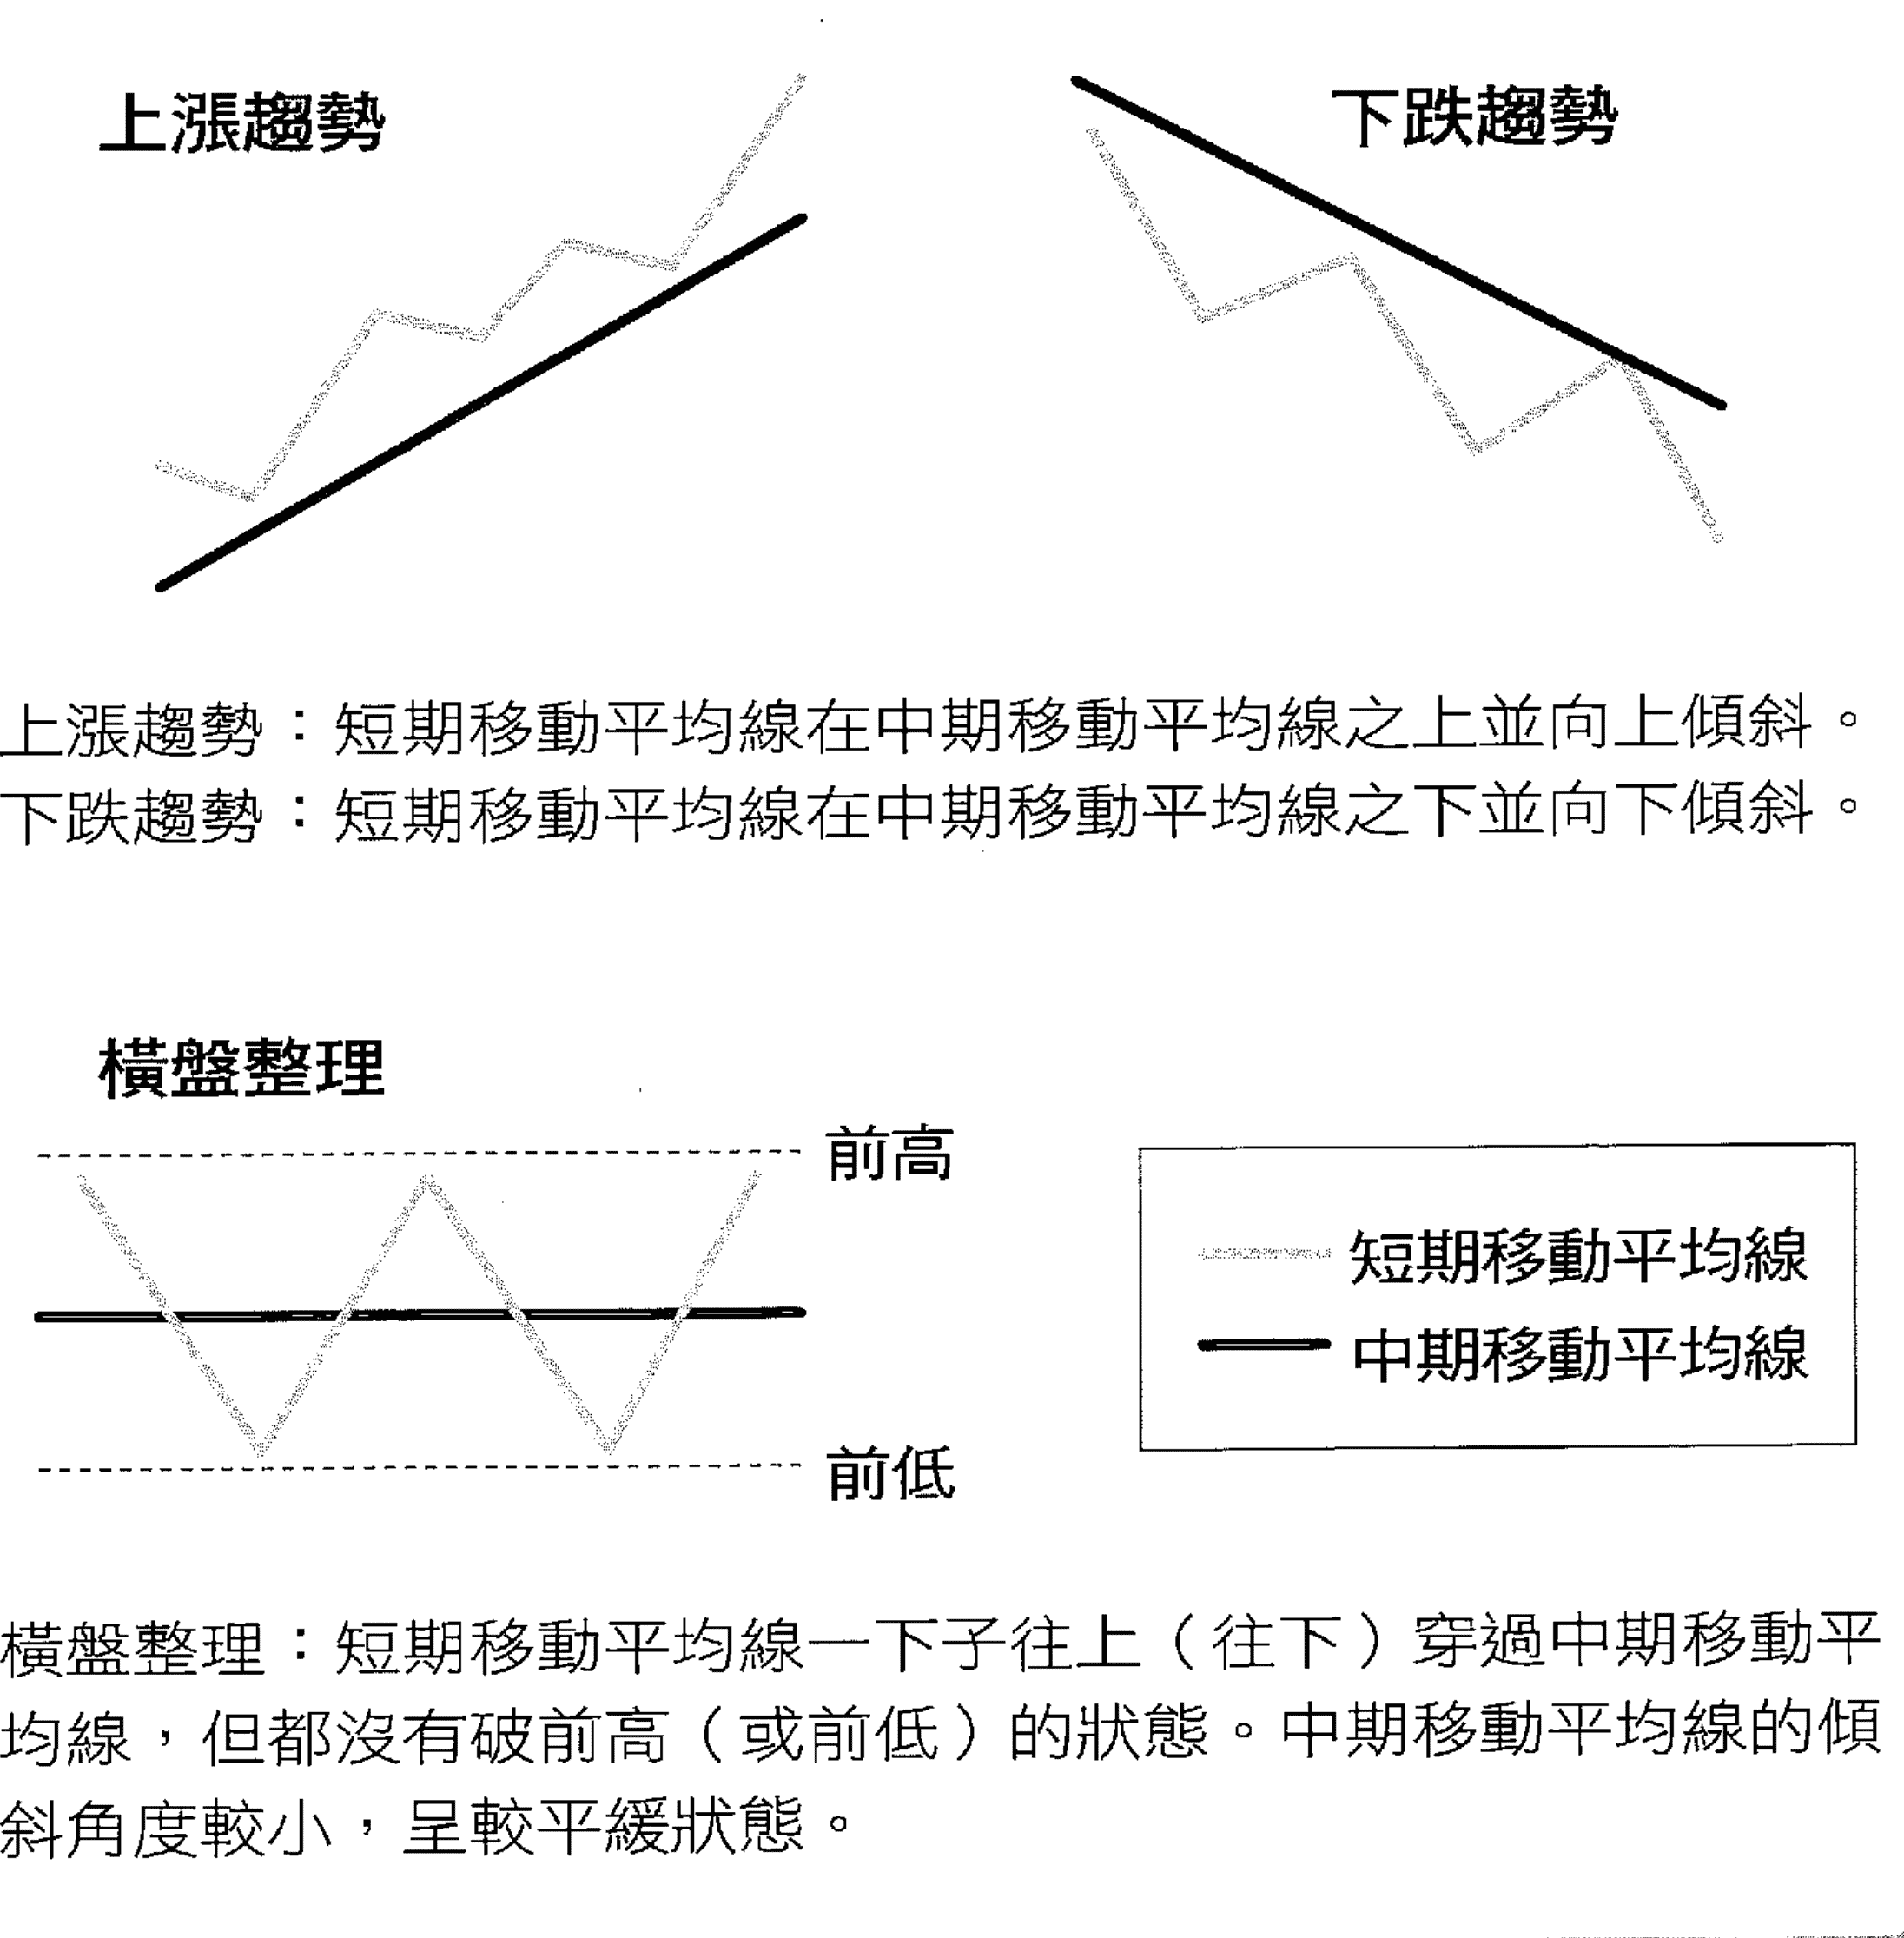 上漲趨勢
下跌趨勢
上漲趨勢：短期移動平均線在中期移動平均線之上並向上傾斜。
下跌趨勢：短期移動平均線在中期移動平均線之下並向下傾斜。
橫盤整理
前高
前低
短期移動平均線
中期移動平均線
橫盤整理：短期移動平均線一下子往上（往下）穿過中期移動平
均線，但都沒有破前高（或前低）的狀態。中期移動平均線的傾
斜角度較小，呈較平緩狀態。